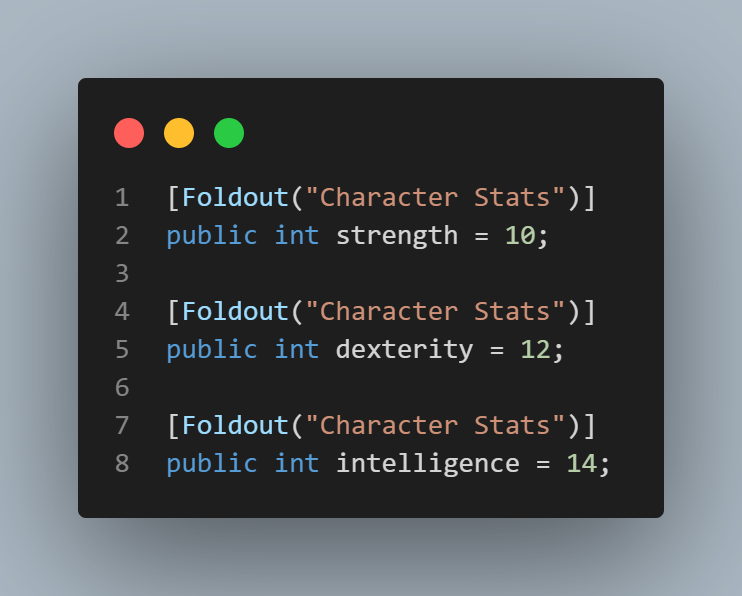 1 [Foldout("Character Stats")]
2 public int strength = 10;
3
4 [Foldout("Character Stats")]
5 public int dexterity = 12;
6
7 [Foldout("Character Stats")]
8 public int intelligence = 14;